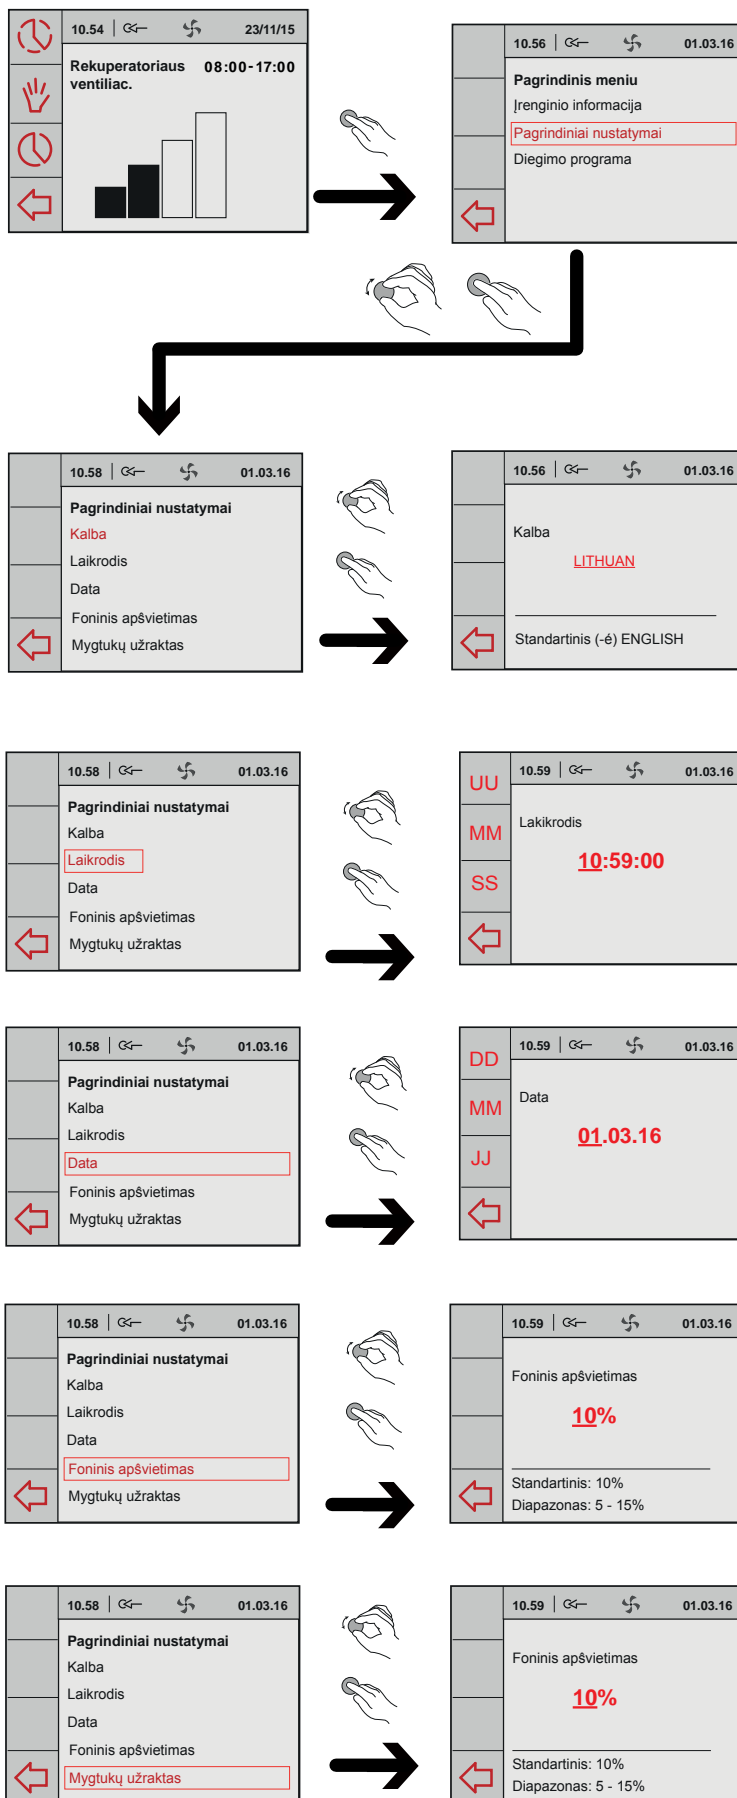 10.54 23/11/15
Rekuperatoriaus 08:00-17:00
ventiliac.
10.56 01.03.16
Pagrindinis meniu
Įrenginio informacija
Pagrindiniai nustatymai
Diegimo programa
10.58 01.03.16
Pagrindiniai nustatymai
Kalba
Laikrodis
Data
Foninis apšvietimas
Mygtukų užraktas
10.56 01.03.16
Kalba
LITHUAN
Standartinis (-é) ENGLISH
10.58 01.03.16
Pagrindiniai nustatymai
Kalba
Laikrodis
Data
Foninis apšvietimas
Mygtukų užraktas
UU
MM
SS
10.59 01.03.16
Lakikrodis
10:59:00
10.58 01.03.16
Pagrindiniai nustatymai
Kalba
Laikrodis
Data
Foninis apšvietimas
Mygtukų užraktas
DD
MM
JJ
10.59 01.03.16
Data
01.03.16
10.58 01.03.16
Pagrindiniai nustatymai
Kalba
Laikrodis
Data
Foninis apšvietimas
Mygtukų užraktas
10.59 01.03.16
Foninis apšvietimas
10%
Standartinis: 10%
Diapazonas: 5 - 15%
10.58 01.03.16
Pagrindiniai nustatymai
Kalba
Laikrodis
Data
Foninis apšvietimas
Mygtukų užraktas
10.59 01.03.16
Foninis apšvietimas
10%
Standartinis: 10%
Diapazonas: 5 - 15%